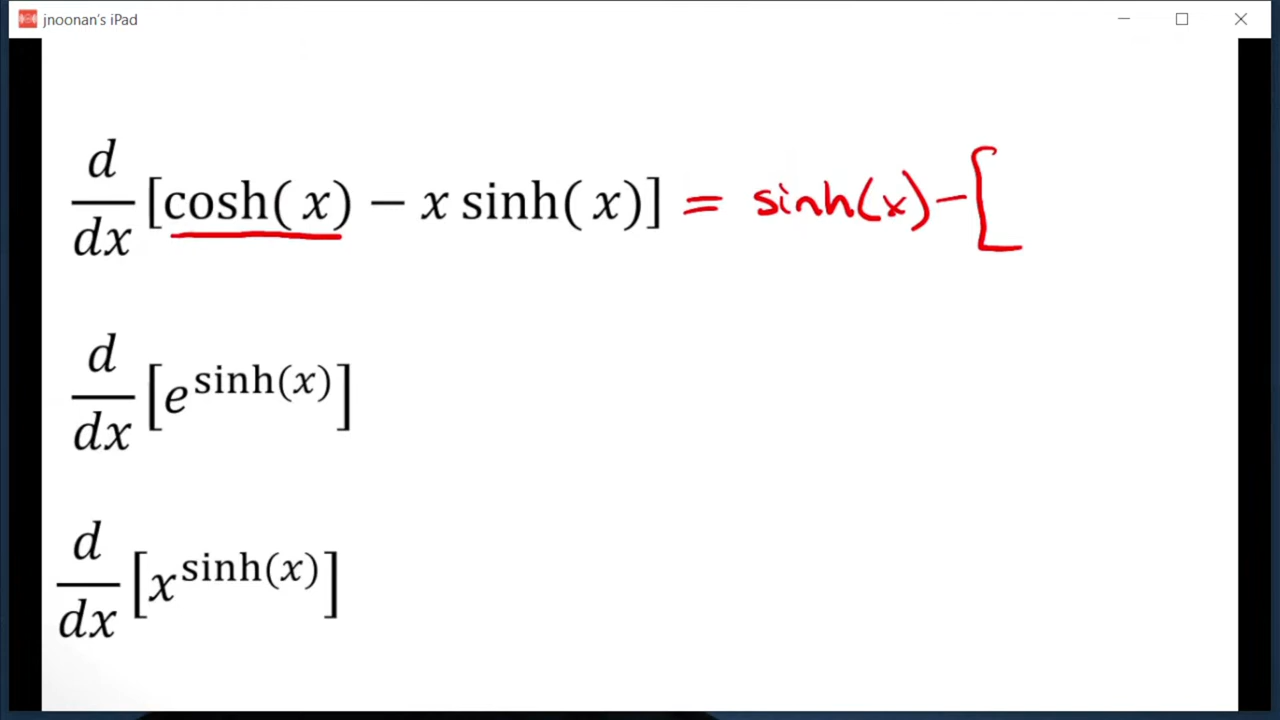 jnoonan's iPad
d/dx [cosh( x) − x sinh( x)] = sinh(x) − [
d/dx [e^sinh(x)]
d/dx [x^sinh(x)]